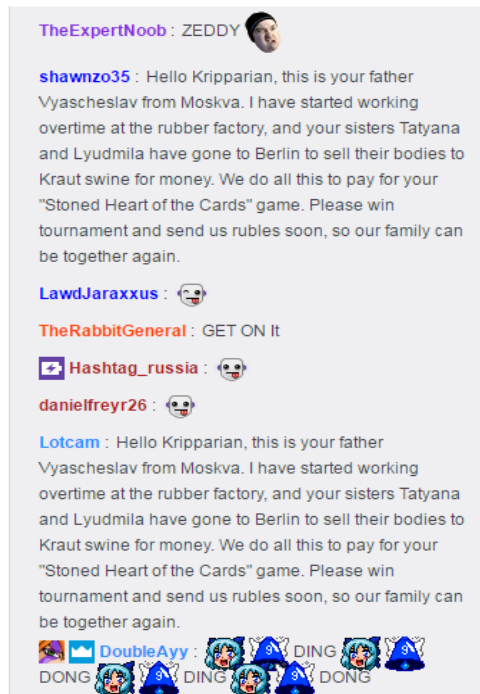 TheExpertNoob : ZEDDY
shawnzo35 : Hello Kripparian, this is your father
Vyascheslav from Moskva. I have started working
overtime at the rubber factory, and your sisters Tatyana
and Lyudmila have gone to Berlin to sell their bodies to
Kraut swine for money. We do all this to pay for your
"Stoned Heart of the Cards" game. Please win
tournament and send us rubles soon, so our family can
be together again.
LawdJaraxxus :
TheRabbitGeneral : GET ON It
Hashtag_russia :
danielfreyr26 :
Lotcam : Hello Kripparian, this is your father
Vyascheslav from Moskva. I have started working
overtime at the rubber factory, and your sisters Tatyana
and Lyudmila have gone to Berlin to sell their bodies to
Kraut swine for money. We do all this to pay for your
"Stoned Heart of the Cards" game. Please win
tournament and send us rubles soon, so our family can
be together again.
DoubleAyy : 9 DING 9
DONG 9 DING 9 DONG